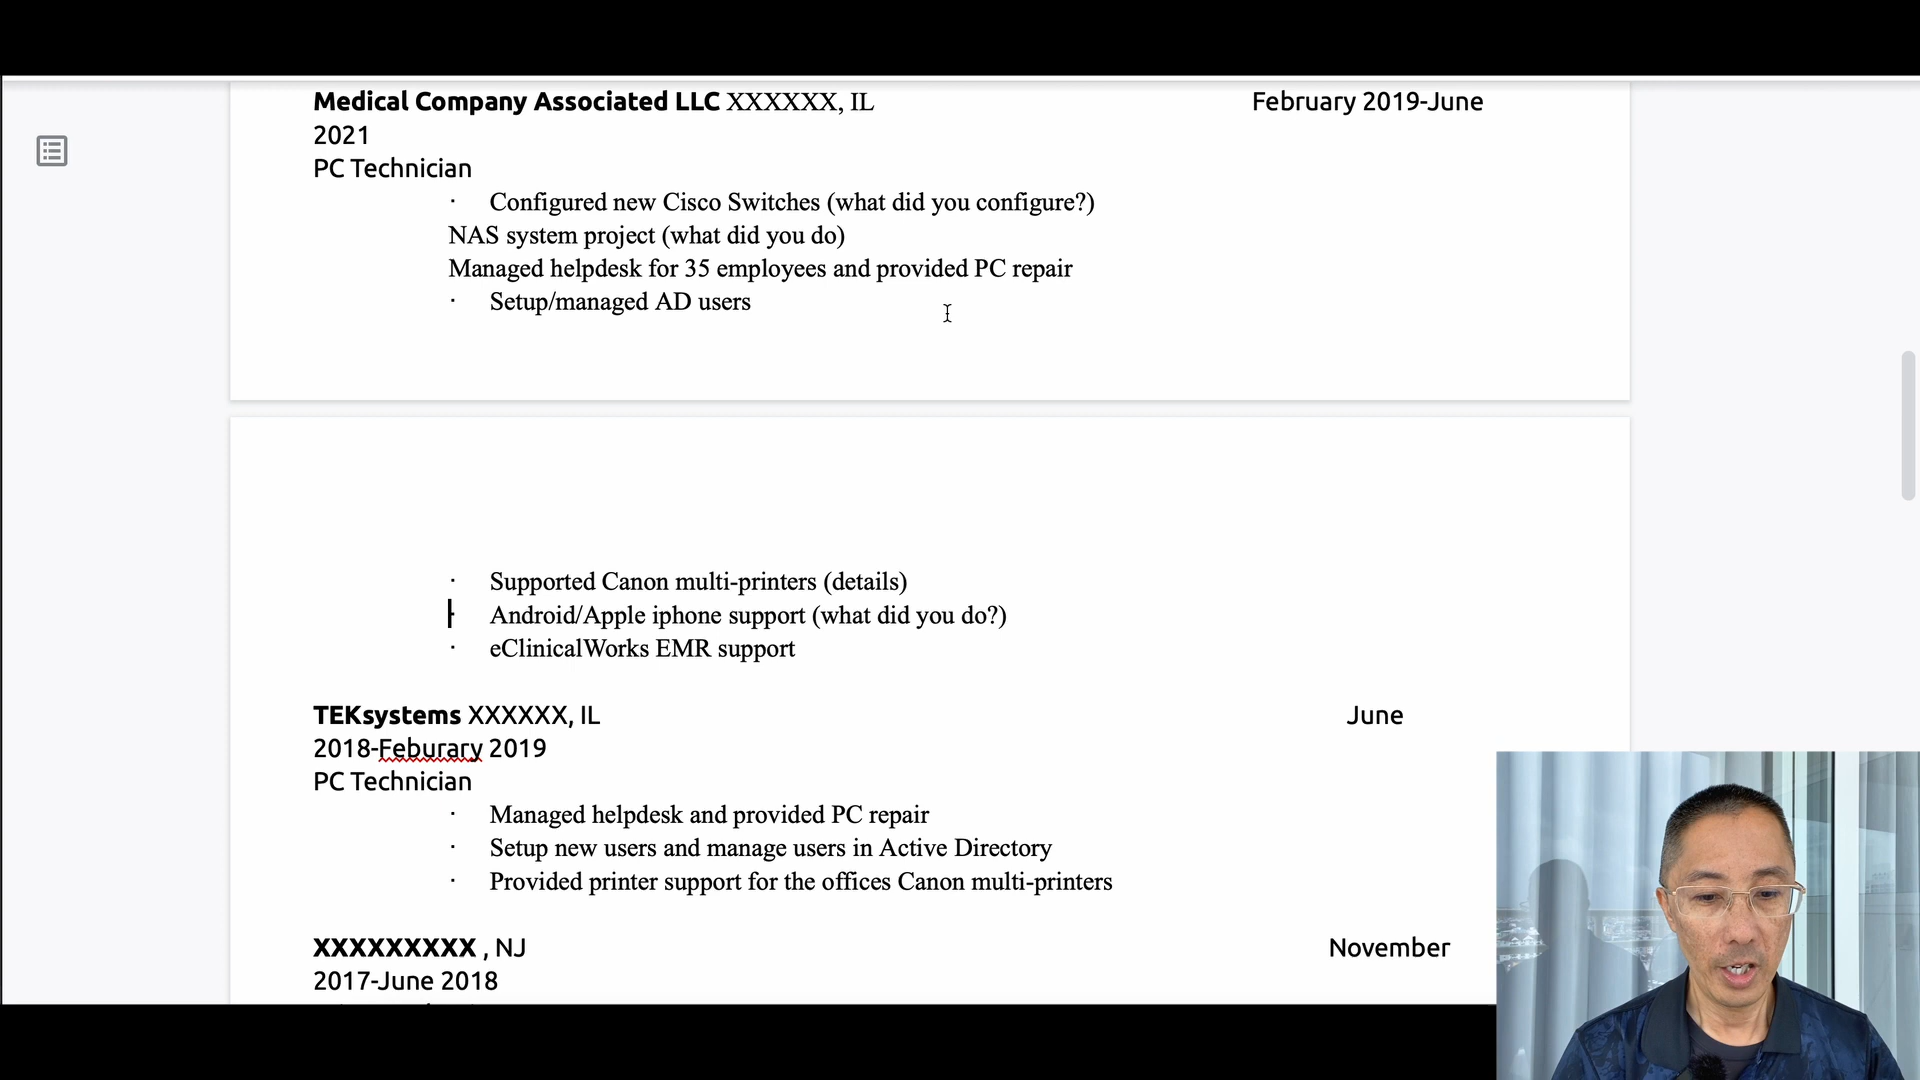 Medical Company Associated LLC XXXXXX, IL February 2019-June
2021
PC Technician
· Configured new Cisco Switches (what did you configure?)
NAS system project (what did you do)
Managed helpdesk for 35 employees and provided PC repair
· Setup/managed AD users
· Supported Canon multi-printers (details)
· Android/Apple iphone support (what did you do?)
· eClinicalWorks EMR support
TEKsystems XXXXXX, IL June
2018-Feburary 2019
PC Technician
· Managed helpdesk and provided PC repair
· Setup new users and manage users in Active Directory
· Provided printer support for the offices Canon multi-printers
XXXXXXXXX , NJ November
2017-June 2018